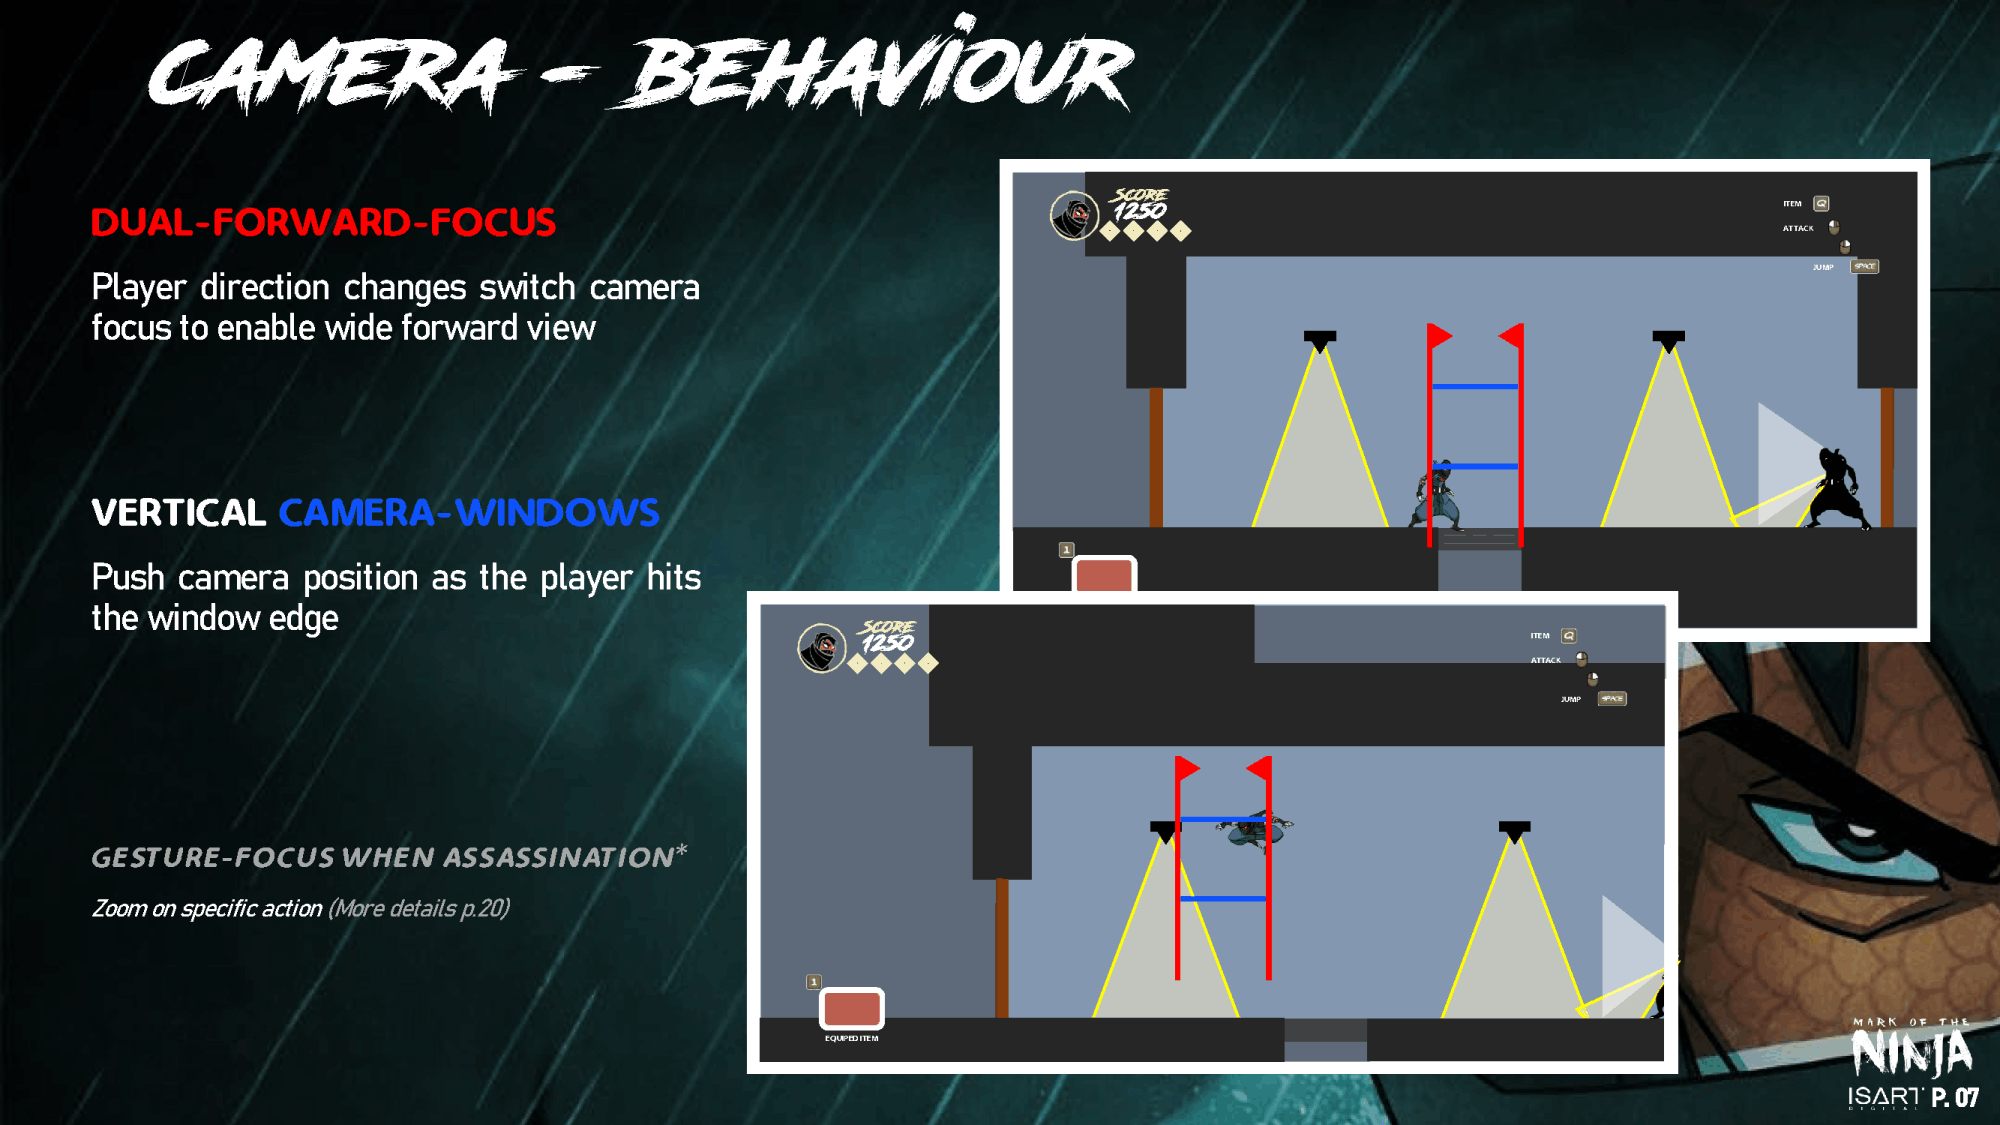 CAMERA - BEHAVIOUR
DUAL-FORWARD-FOCUS
Player direction changes switch camera
focus to enable wide forward view
VERTICAL CAMERA-WINDOWS
Push camera position as the player hits
the window edge
GESTURE-FOCUS WHEN ASSASSINATION*
Zoom on specific action (More details p.20)
SCORE
1250
ITEM Q
ATTACK
JUMP SPACE
1
SCORE
1250
ITEM Q
ATTACK
JUMP SPACE
1
EQUIPED ITEM
MARK OF THE
NINJA
ISART P. 07
DIGITAL